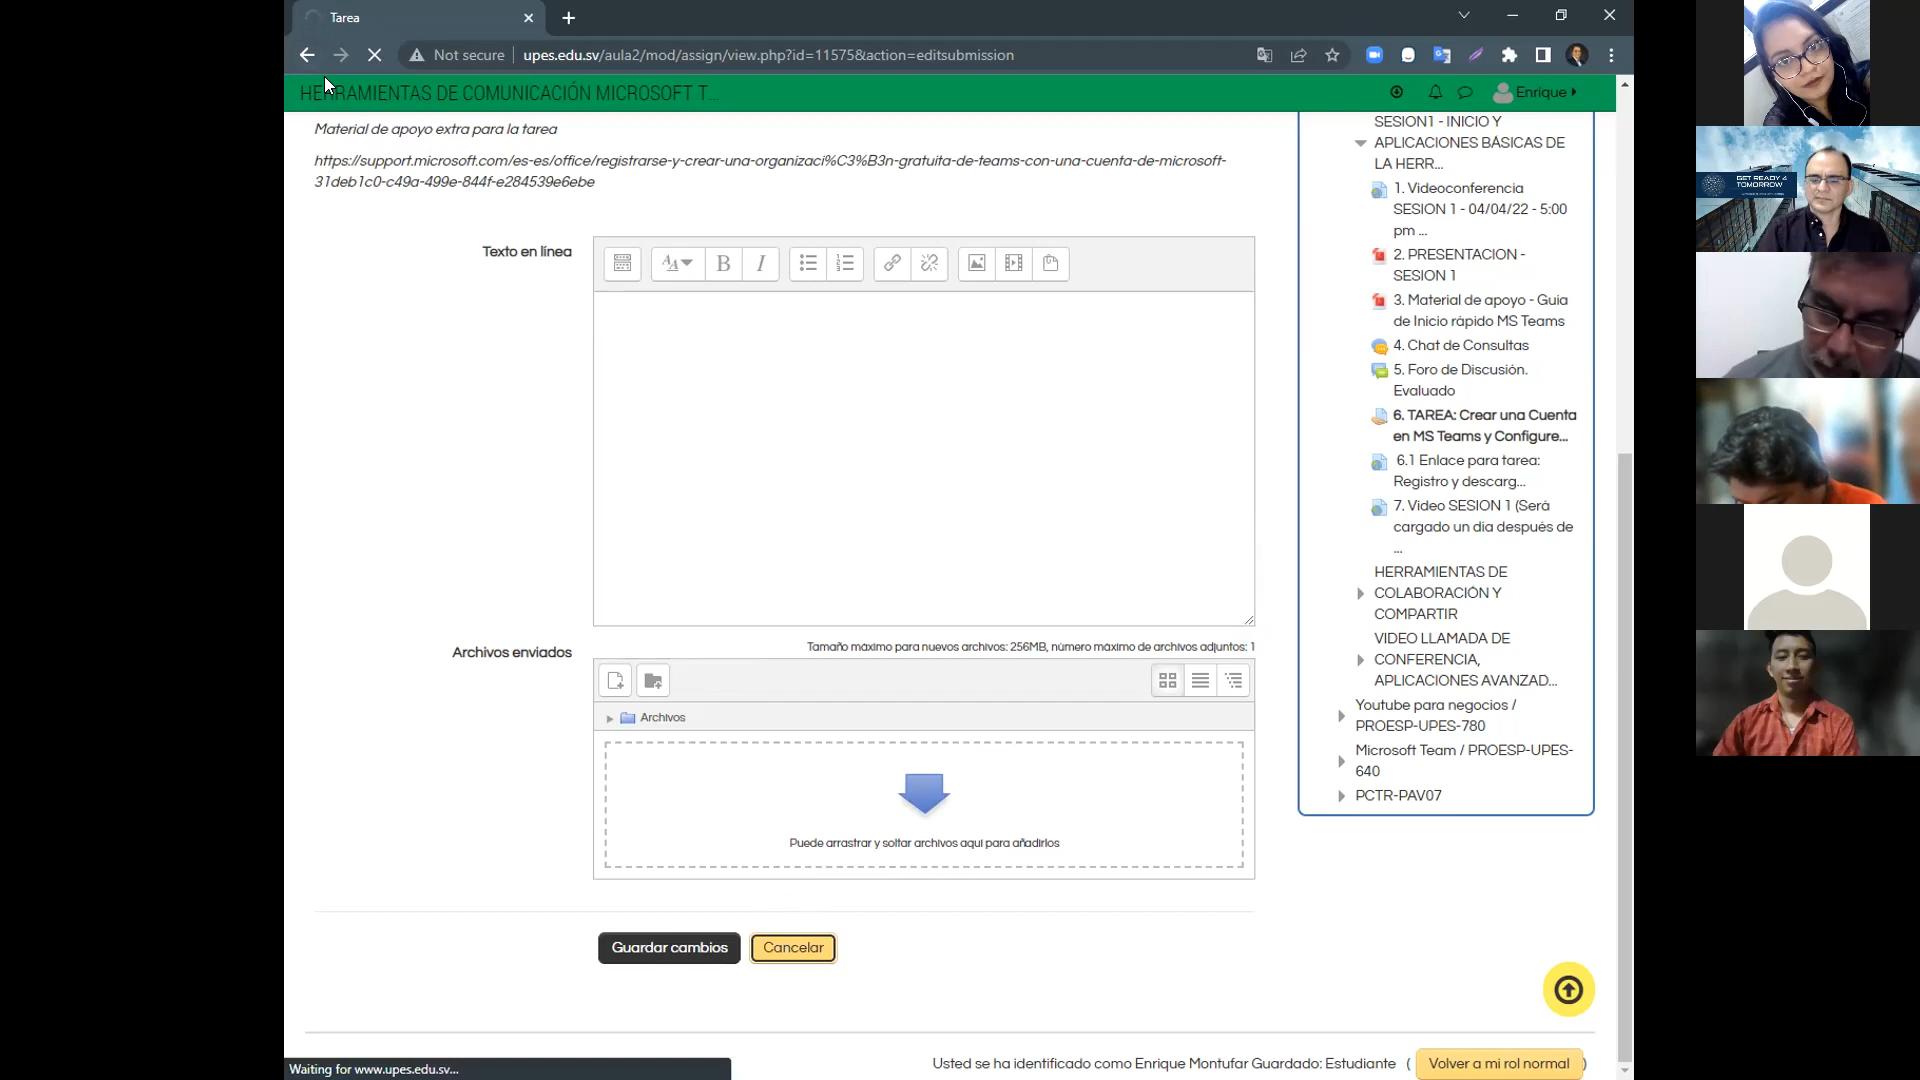 Tarea
Not secure
upes.edu.sv/aula2/mod/assign/view.php?id=11575&action=editsubmission
HERRAMIENTAS DE COMUNICACIÓN MICROSOFT T...
Enrique
Material de apoyo extra para la tarea
https://support.microsoft.com/es-es/office/registrarse-y-crear-una-organizaci%C3%B3n-gratuita-de-teams-con-una-cuenta-de-microsoft-
31deb1c0-c49a-499e-844f-e284539e6ebe
Texto en línea
Archivos enviados
Tamaño máximo para nuevos archivos: 256MB, número máximo de archivos adjuntos: 1
Archivos
Puede arrastrar y soltar archivos aquí para añadirlos
Guardar cambios
Cancelar
SESION1 - INICIO Y
APLICACIONES BÁSICAS DE
LA HERR...
1. Videoconferencia
SESION 1 - 04/04/22 - 5:00
pm ...
2. PRESENTACION -
SESION 1
3. Material de apoyo - Guia
de Inicio rápido MS Teams
4. Chat de Consultas
5. Foro de Discusión.
Evaluado
6. TAREA: Crear una Cuenta
en MS Teams y Configure...
6.1 Enlace para tarea:
Registro y descarg...
7. Video SESION 1 (Será
cargado un día después de
...
HERRAMIENTAS DE
COLABORACIÓN Y
COMPARTIR
VIDEO LLAMADA DE
CONFERENCIA,
APLICACIONES AVANZAD...
Youtube para negocios /
PROESP-UPES-780
Microsoft Team / PROESP-UPES-
640
PCTR-PAV07
Usted se ha identificado como Enrique Montufar Guardado: Estudiante (
Volver a mi rol normal
)
Waiting for www.upes.edu.sv...
GET READY 4
TOMORROW